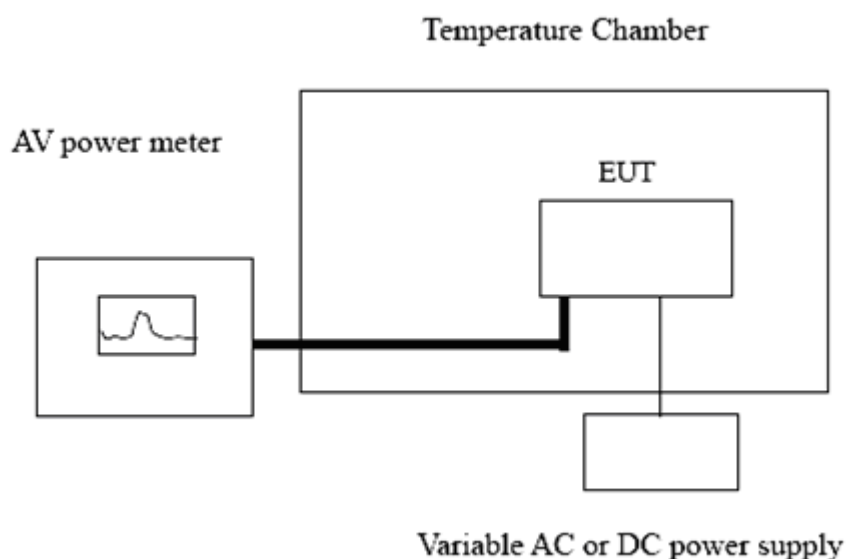 Temperature Chamber
AV power meter
EUT
Variable AC or DC power supply